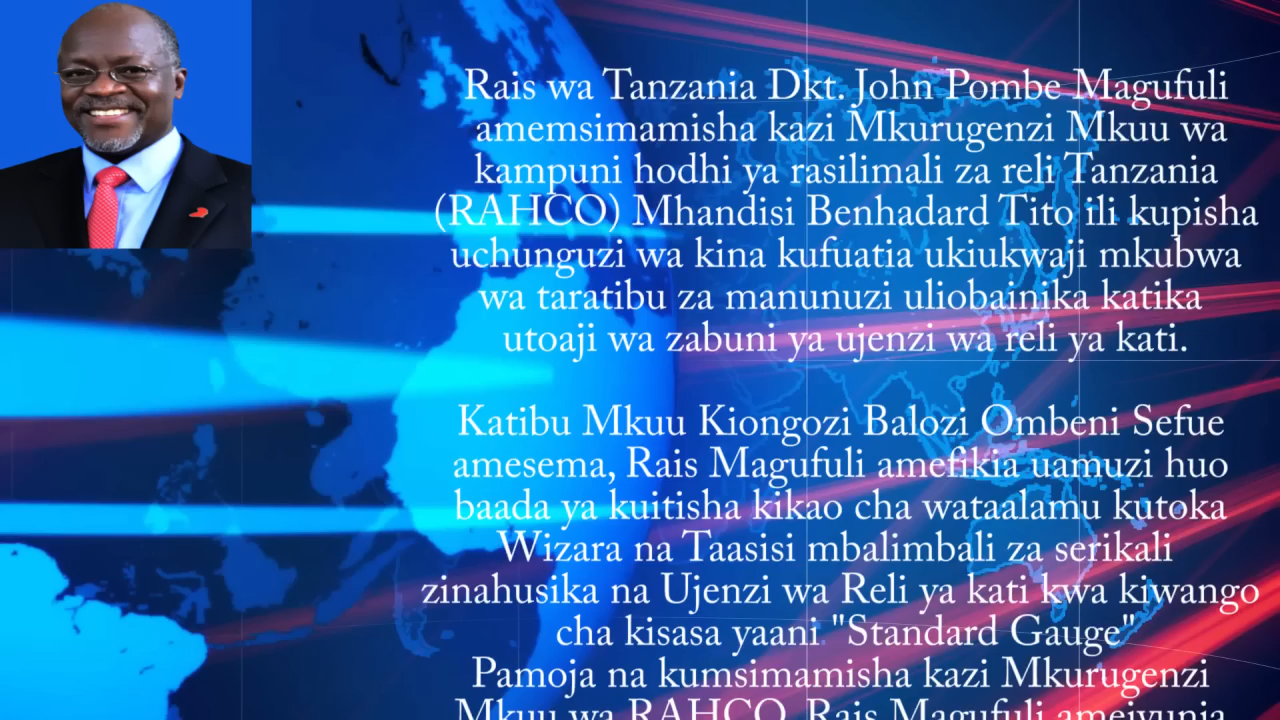 Rais wa Tanzania Dkt. John Pombe Magufuli
amemsimamisha kazi Mkurugenzi Mkuu wa
kampuni hodhi ya rasilimali za reli Tanzania
(RAHCO) Mhandisi Benhadard Tito ili kupisha
uchunguzi wa kina kufuatia ukiukwaji mkubwa
wa taratibu za manunuzi uliobainika katika
utoaji wa zabuni ya ujenzi wa reli ya kati.
Katibu Mkuu Kiongozi Balozi Ombeni Sefue
amesema, Rais Magufuli amefikia uamuzi huo
baada ya kuitisha kikao cha wataalamu kutoka
Wizara na Taasisi mbalimbali za serikali
zinahusika na Ujenzi wa Reli ya kati kwa kiwango
cha kisasa yaani "Standard Gauge"
Pamoja na kumsimamisha kazi Mkurugenzi
Mkuu wa RAHCO, Rais Magufuli ameivunja